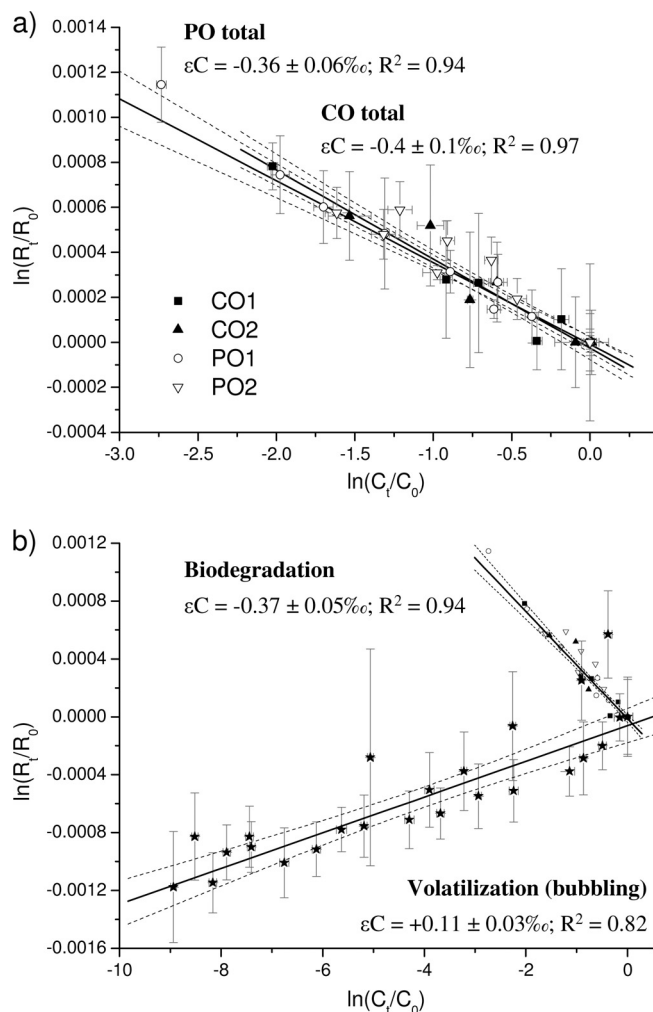 a)
PO total
εC = -0.36 ± 0.06‰; R² = 0.94
CO total
εC = -0.4 ± 0.1‰; R² = 0.97
0.0014
0.0012
0.0010
0.0008
0.0006
0.0004
0.0002
0.0000
-0.0002
-0.0004
ln(Rₜ/R₀)
CO1
CO2
PO1
PO2
-3.0 -2.5 -2.0 -1.5 -1.0 -0.5 0.0
ln(Cₜ/C₀)
b)
Biodegradation
εC = -0.37 ± 0.05‰; R² = 0.94
0.0012
0.0008
0.0004
0.0000
-0.0004
-0.0008
-0.0012
-0.0016
ln(Rₜ/R₀)
Volatilization (bubbling)
εC = +0.11 ± 0.03‰; R² = 0.82
-10 -8 -6 -4 -2 0
ln(Cₜ/C₀)